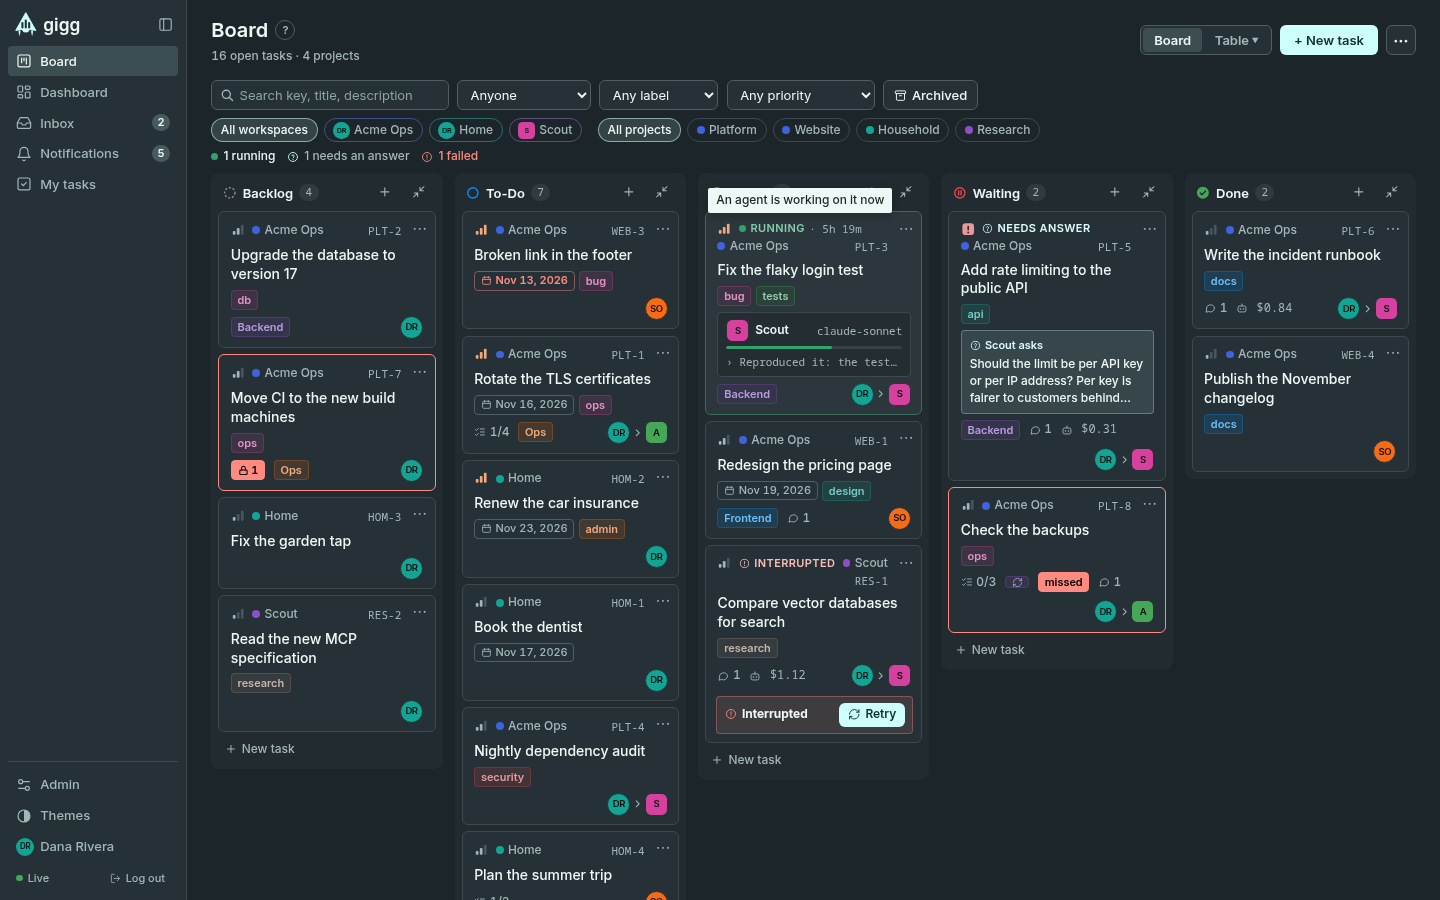 gigg
Board
Dashboard
Inbox 2
Notifications 5
My tasks
Admin
Themes
DR Dana Rivera
Live Log out
Board ?
16 open tasks · 4 projects
Board Table ▾ + New task ···
Search key, title, description Anyone Any label Any priority Archived
All workspaces DR Acme Ops DR Home S Scout All projects Platform Website Household Research
1 running 1 needs an answer 1 failed
Backlog 4
Acme Ops PLT-2 ···
Upgrade the database to
version 17
db
Backend DR
Acme Ops PLT-7 ···
Move CI to the new build
machines
ops
1 Ops DR
Home HOM-3 ···
Fix the garden tap
DR
Scout RES-2 ···
Read the new MCP
specification
research
DR
+ New task
To-Do 7
Acme Ops WEB-3 ···
Broken link in the footer
Nov 13, 2026 bug
SO
Acme Ops PLT-1 ···
Rotate the TLS certificates
Nov 16, 2026 ops
1/4 Ops DR > A
Home HOM-2 ···
Renew the car insurance
Nov 23, 2026 admin
DR
Home HOM-1 ···
Book the dentist
Nov 17, 2026
DR
Acme Ops PLT-4 ···
Nightly dependency audit
security
DR > S
Home HOM-4 ···
Plan the summer trip
An agent is working on it now
RUNNING · 5h 19m ···
Acme Ops PLT-3
Fix the flaky login test
bug tests
S Scout claude-sonnet
› Reproduced it: the test…
Backend DR > S
Acme Ops WEB-1 ···
Redesign the pricing page
Nov 19, 2026 design
Frontend 1 SO
INTERRUPTED Scout ···
RES-1
Compare vector databases
for search
research
1 $1.12 DR > S
Interrupted Retry
+ New task
Waiting 2
NEEDS ANSWER ···
Acme Ops PLT-5
Add rate limiting to the
public API
api
Scout asks
Should the limit be per API key
or per IP address? Per key is
fairer to customers behind…
Backend 1 $0.31
DR > S
Acme Ops PLT-8 ···
Check the backups
ops
0/3 missed 1
DR > A
+ New task
Done 2
Acme Ops PLT-6 ···
Write the incident runbook
docs
1 $0.84 DR > S
Acme Ops WEB-4 ···
Publish the November
changelog
docs
SO